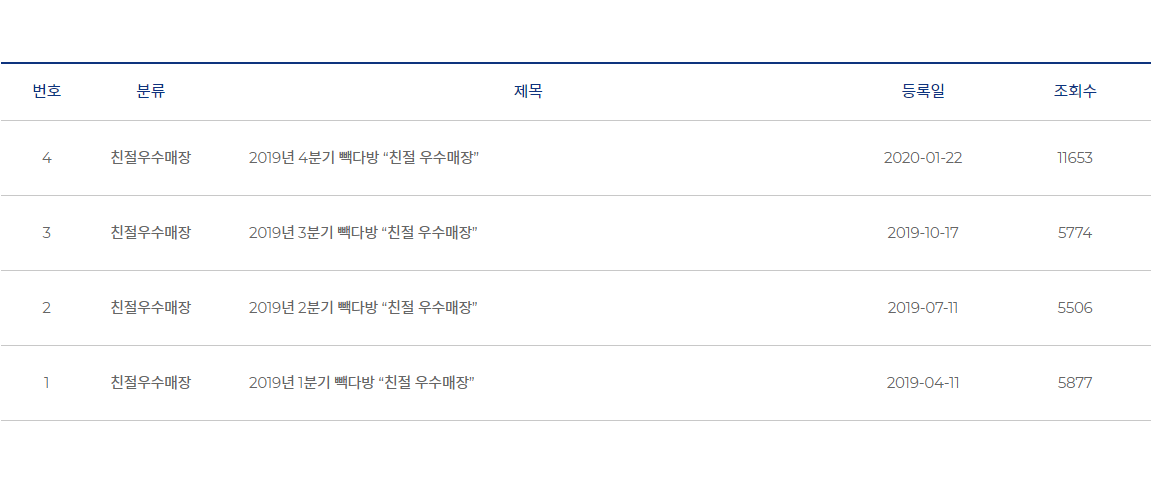 번호 분류 제목 등록일 조회수
4 친절우수매장 2019년 4분기 빽다방 “친절 우수매장” 2020-01-22 11653
3 친절우수매장 2019년 3분기 빽다방 “친절 우수매장” 2019-10-17 5774
2 친절우수매장 2019년 2분기 빽다방 “친절 우수매장” 2019-07-11 5506
1 친절우수매장 2019년 1분기 빽다방 “친절 우수매장” 2019-04-11 5877